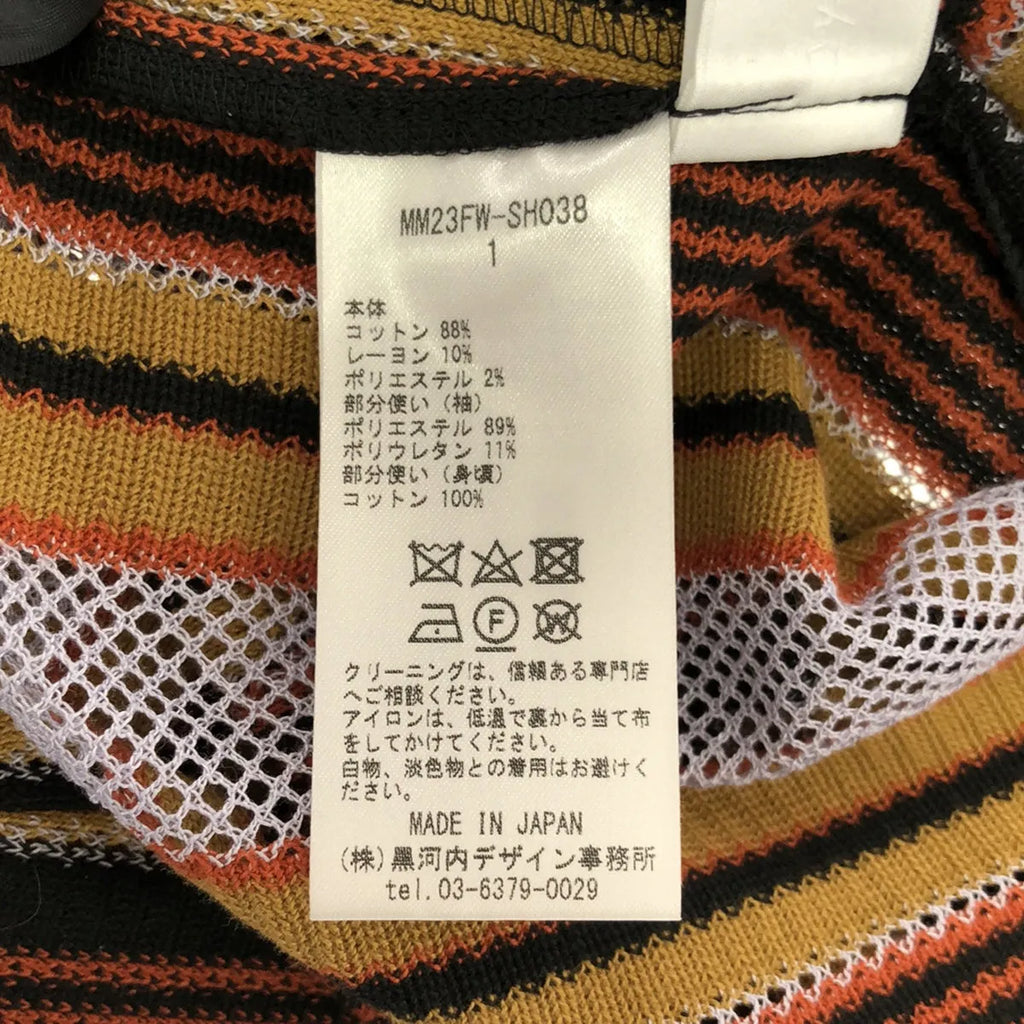 MM23FW-SH038
1
本体
コットン 88%
レーヨン 10%
ポリエステル 2%
部分使い（袖）
ポリエステル 89%
ポリウレタン 11%
部分使い（身頃）
コットン 100%
F
W
クリーニングは、信頼ある専門店
へご相談ください。
アイロンは、低温で裏から当て布
をしてかけてください。
白物、淡色物との着用はお避けく
ださい。
MADE IN JAPAN
(株)黒河内デザイン事務所
tel.03-6379-0029